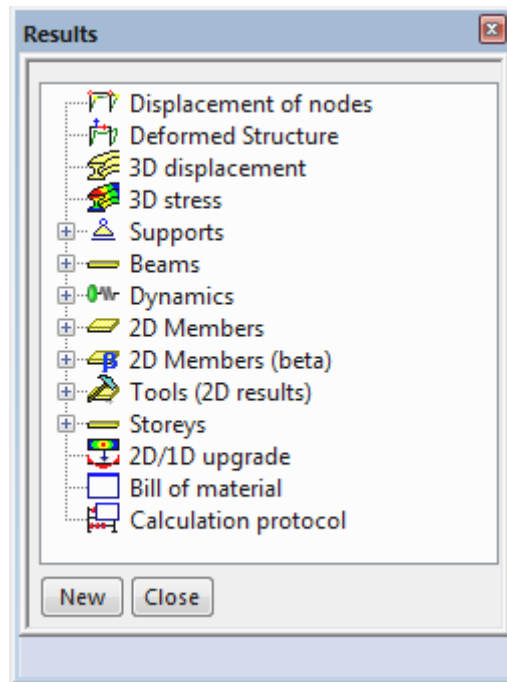 Results
Displacement of nodes
Deformed Structure
3D displacement
3D stress
Supports
Beams
Dynamics
2D Members
2D Members (beta)
Tools (2D results)
Storeys
2D/1D upgrade
Bill of material
Calculation protocol
New Close